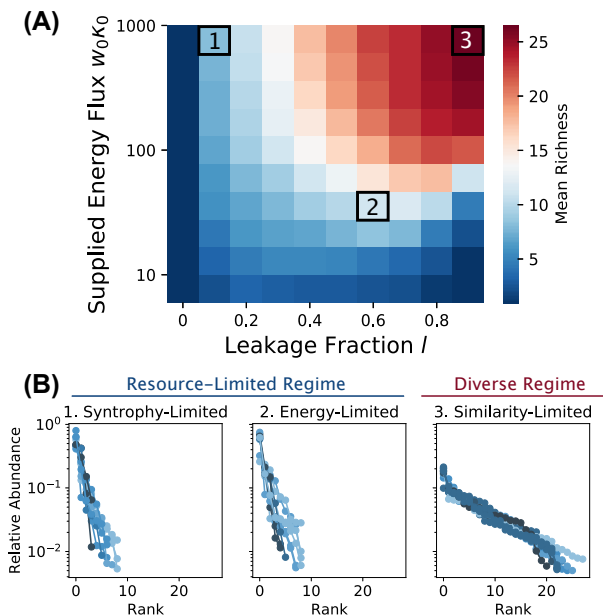 (A)
Supplied Energy Flux w₀κ₀
1000
100
10
1
2
3
0 0.2 0.4 0.6 0.8
Leakage Fraction l
25
20
15
10
5
Mean Richness
(B)
Resource-Limited Regime
Diverse Regime
1. Syntrophy-Limited
2. Energy-Limited
3. Similarity-Limited
Relative Abundance
10⁰
10⁻¹
10⁻²
0 20
0 20
0 20
Rank
Rank
Rank